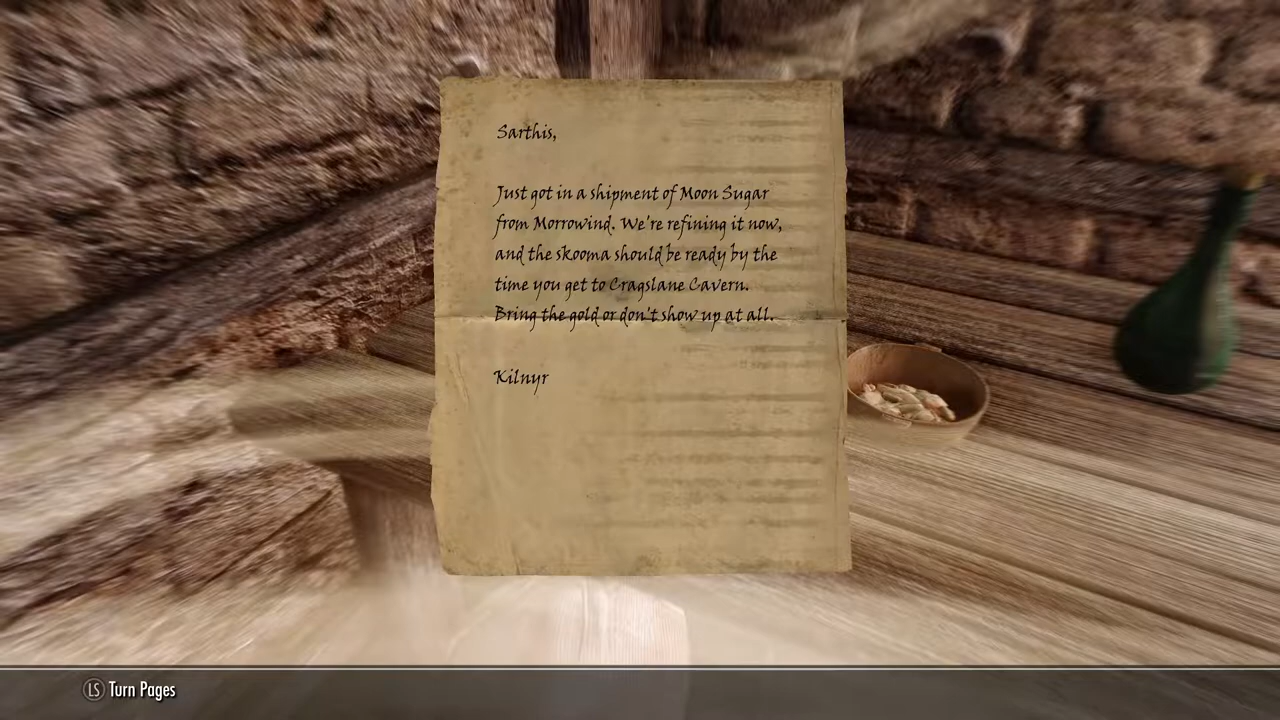 Sarthis,
Just got in a shipment of Moon Sugar
from Morrowind. We're refining it now,
and the skooma should be ready by the
time you get to Cragslane Cavern.
Bring the gold or don't show up at all.
Kilnyr
LS Turn Pages